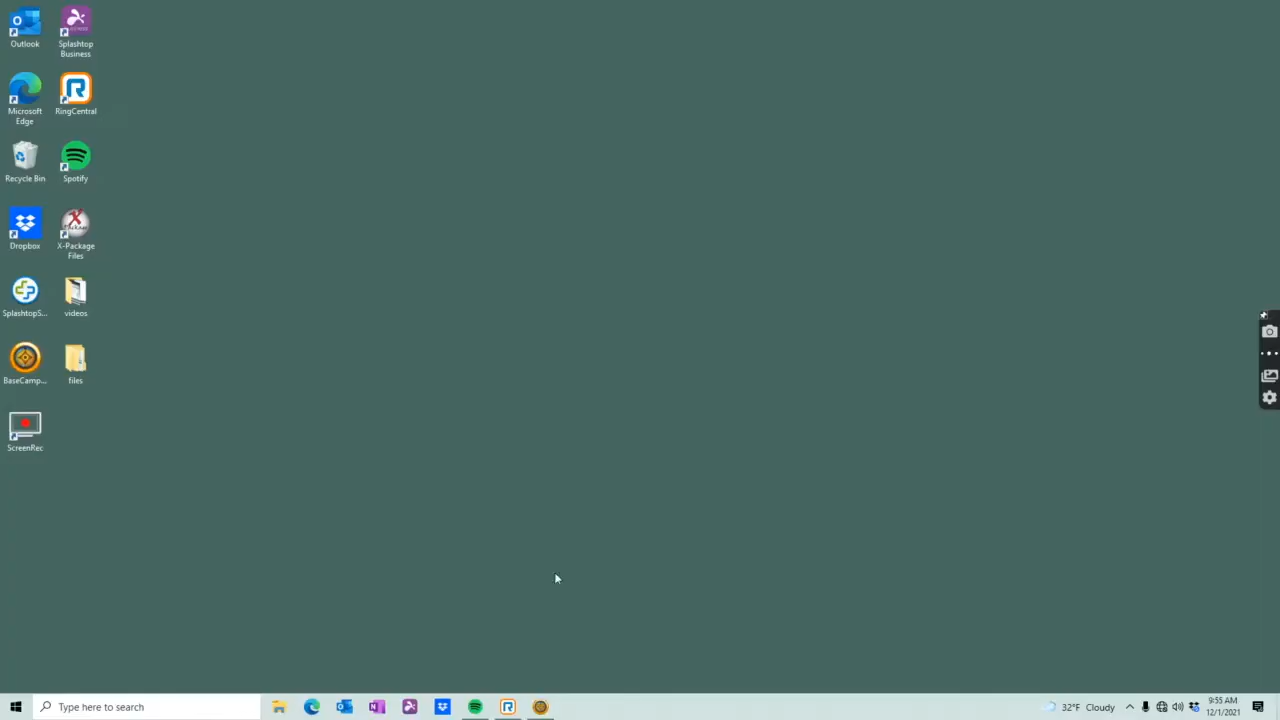 Outlook
Splashtop
Business
Microsoft
Edge
RingCentral
Recycle Bin
Spotify
Dropbox
X-Package
Files
SplashtopS...
videos
BaseCamp...
files
ScreenRec
Type here to search
32°F Cloudy
9:55 AM
12/1/2021